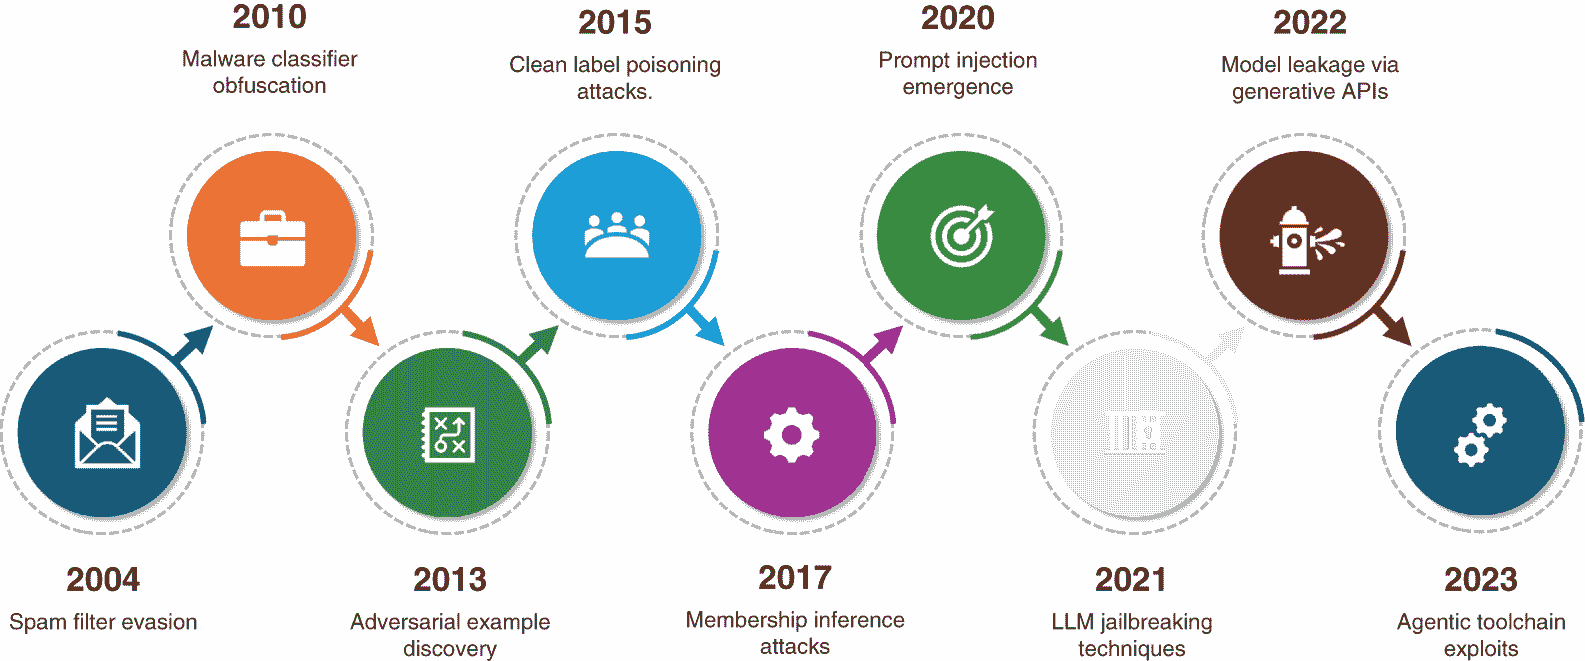 2004
Spam filter evasion
2010
Malware classifier
obfuscation
2013
Adversarial example
discovery
2015
Clean label poisoning
attacks.
2017
Membership inference
attacks
2020
Prompt injection
emergence
2021
LLM jailbreaking
techniques
2022
Model leakage via
generative APIs
2023
Agentic toolchain
exploits